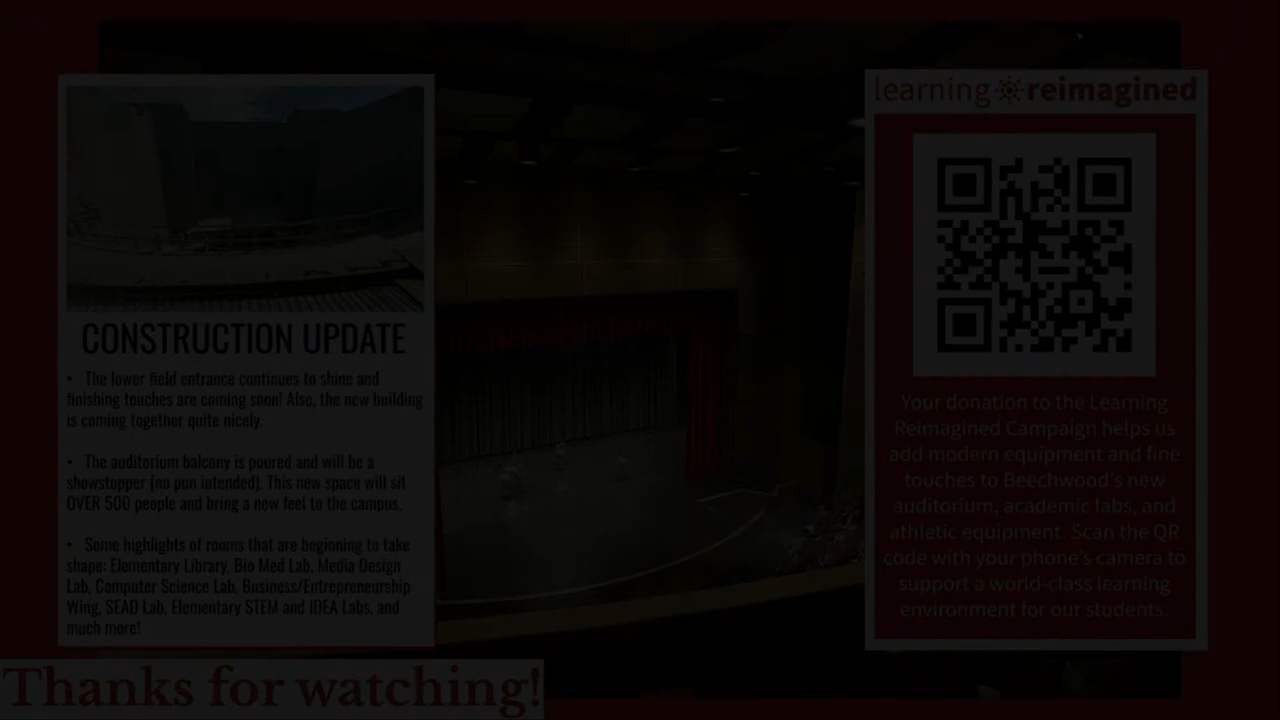 CONSTRUCTION UPDATE
• The lower field entrance continues to shine and
finishing touches are coming soon! Also, the new building
is coming together quite nicely.
• The auditorium balcony is poured and will be a
showstopper (no pun intended). This new space will sit
OVER 500 people and bring a new feel to the campus.
• Some highlights of rooms that are beginning to take
shape: Elementary Library, Bio Med Lab, Media Design
Lab, Computer Science Lab, Business/Entrepreneurship
Wing, SEAD Lab, Elementary STEM and IDEA Labs, and
much more!
learning reimagined
Your donation to the Learning
Reimagined Campaign helps us
add modern equipment and fine
touches to Beechwood's new
auditorium, academic labs, and
athletic equipment. Scan the QR
code with your phone's camera to
support a world-class learning
environment for our students.
Thanks for watching!